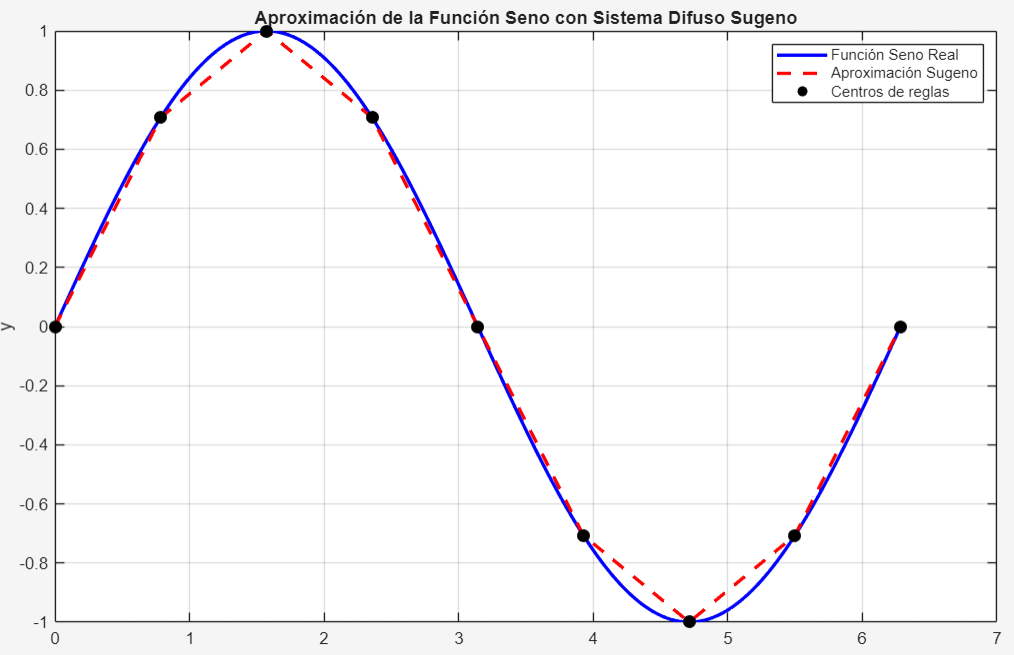 Aproximación de la Función Seno con Sistema Difuso Sugeno
Función Seno Real
Aproximación Sugeno
Centros de reglas
y
1
0.8
0.6
0.4
0.2
0
-0.2
-0.4
-0.6
-0.8
-1
0 1 2 3 4 5 6 7